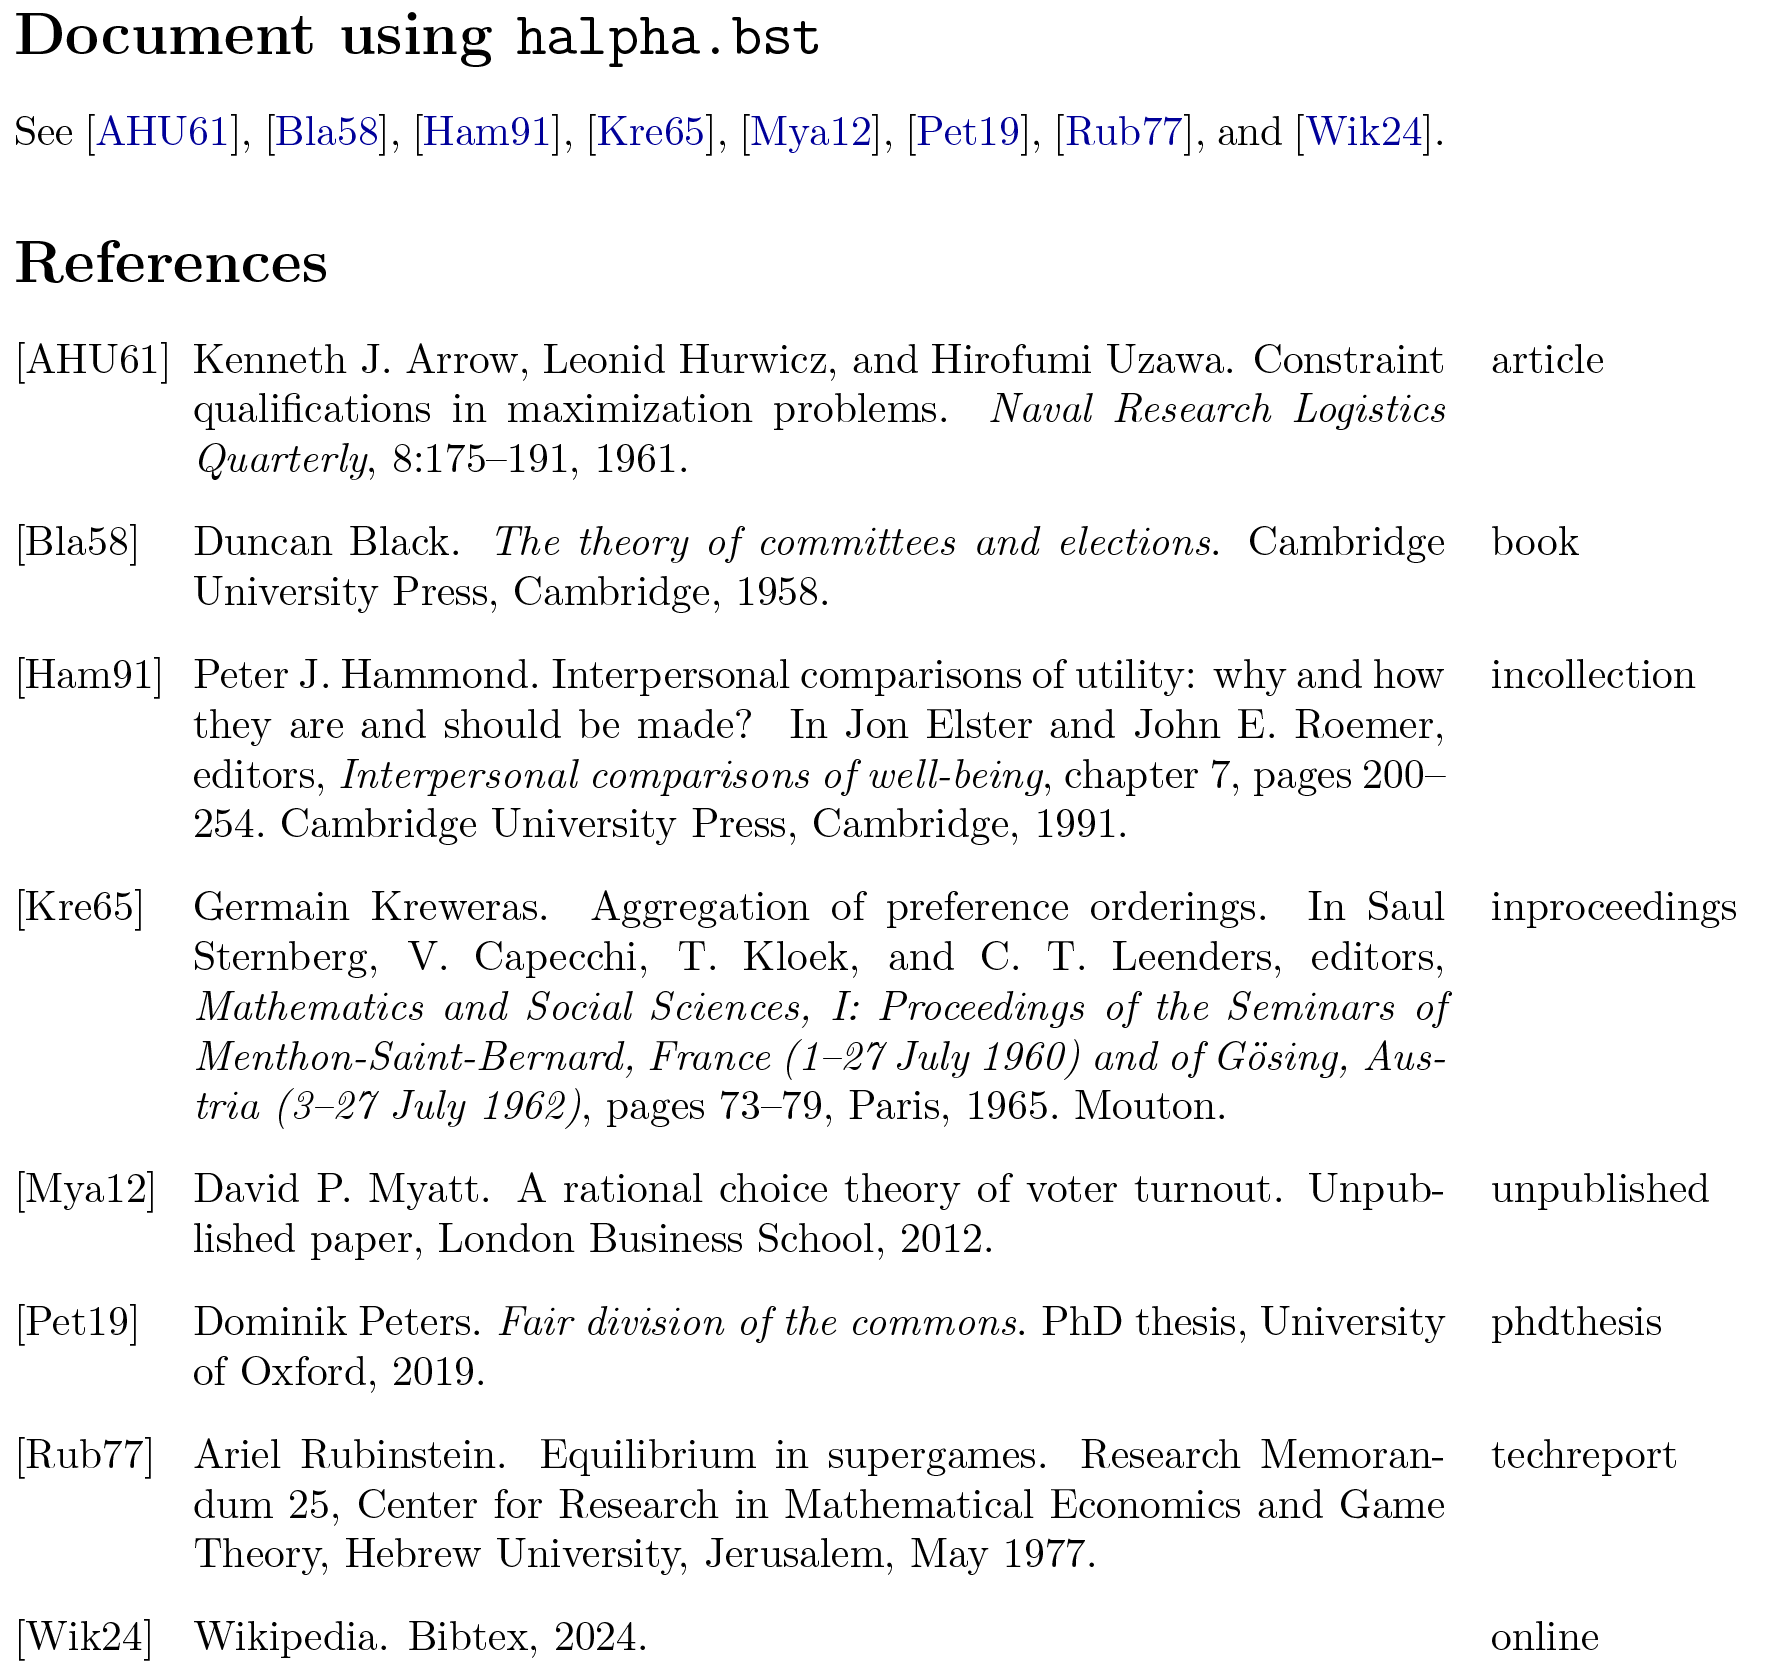 Document using halpha.bst
See [AHU61], [Bla58], [Ham91], [Kre65], [Mya12], [Pet19], [Rub77], and [Wik24].
References
[AHU61] Kenneth J. Arrow, Leonid Hurwicz, and Hirofumi Uzawa. Constraint article
qualifications in maximization problems. Naval Research Logistics
Quarterly, 8:175–191, 1961.
[Bla58] Duncan Black. The theory of committees and elections. Cambridge book
University Press, Cambridge, 1958.
[Ham91] Peter J. Hammond. Interpersonal comparisons of utility: why and how incollection
they are and should be made? In Jon Elster and John E. Roemer,
editors, Interpersonal comparisons of well-being, chapter 7, pages 200–
254. Cambridge University Press, Cambridge, 1991.
[Kre65] Germain Kreweras. Aggregation of preference orderings. In Saul inproceedings
Sternberg, V. Capecchi, T. Kloek, and C. T. Leenders, editors,
Mathematics and Social Sciences, I: Proceedings of the Seminars of
Menthon-Saint-Bernard, France (1–27 July 1960) and of Gösing, Aus-
tria (3–27 July 1962), pages 73–79, Paris, 1965. Mouton.
[Mya12] David P. Myatt. A rational choice theory of voter turnout. Unpub- unpublished
lished paper, London Business School, 2012.
[Pet19] Dominik Peters. Fair division of the commons. PhD thesis, University phdthesis
of Oxford, 2019.
[Rub77] Ariel Rubinstein. Equilibrium in supergames. Research Memoran- techreport
dum 25, Center for Research in Mathematical Economics and Game
Theory, Hebrew University, Jerusalem, May 1977.
[Wik24] Wikipedia. Bibtex, 2024. online